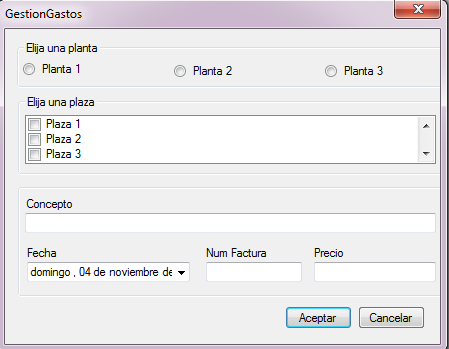 GestionGastos
Elija una planta
Planta 1 Planta 2 Planta 3
Elija una plaza
Plaza 1
Plaza 2
Plaza 3
Concepto
Fecha Num Factura Precio
domingo , 04 de noviembre de
Aceptar Cancelar